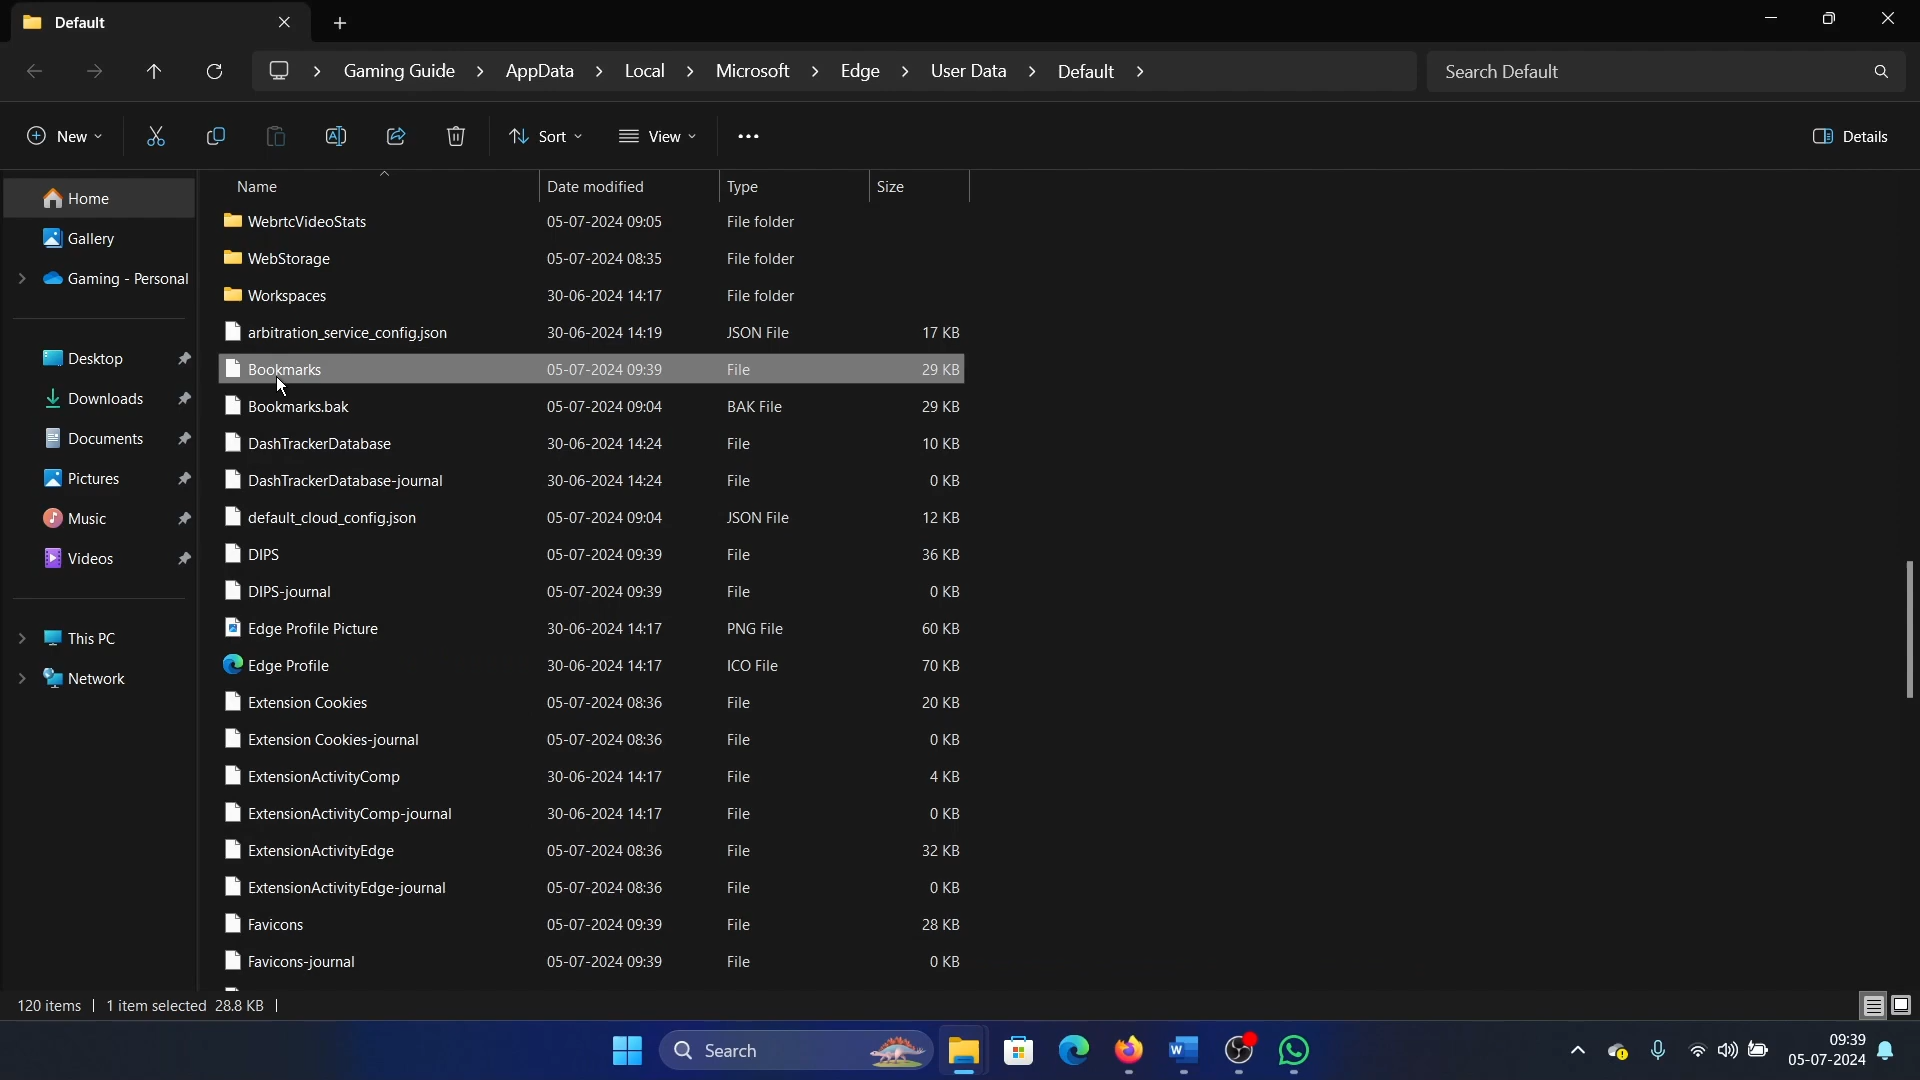 Default
Gaming Guide > AppData > Local > Microsoft > Edge > User Data > Default >
Search Default
New
Sort
View
Details
Name Date modified Type Size
Home
Gallery
Gaming - Personal
Desktop
Downloads
Documents
Pictures
Music
Videos
This PC
Network
WebrtcVideoStats 05-07-2024 09:05 File folder
WebStorage 05-07-2024 08:35 File folder
Workspaces 30-06-2024 14:17 File folder
arbitration_service_config.json 30-06-2024 14:19 JSON File 17 KB
Bookmarks 05-07-2024 09:39 File 29 KB
Bookmarks.bak 05-07-2024 09:04 BAK File 29 KB
DashTrackerDatabase 30-06-2024 14:24 File 10 KB
DashTrackerDatabase-journal 30-06-2024 14:24 File 0 KB
default_cloud_config.json 05-07-2024 09:04 JSON File 12 KB
DIPS 05-07-2024 09:39 File 36 KB
DIPS-journal 05-07-2024 09:39 File 0 KB
Edge Profile Picture 30-06-2024 14:17 PNG File 60 KB
Edge Profile 30-06-2024 14:17 ICO File 70 KB
Extension Cookies 05-07-2024 08:36 File 20 KB
Extension Cookies-journal 05-07-2024 08:36 File 0 KB
ExtensionActivityComp 30-06-2024 14:17 File 4 KB
ExtensionActivityComp-journal 30-06-2024 14:17 File 0 KB
ExtensionActivityEdge 05-07-2024 08:36 File 32 KB
ExtensionActivityEdge-journal 05-07-2024 08:36 File 0 KB
Favicons 05-07-2024 09:39 File 28 KB
Favicons-journal 05-07-2024 09:39 File 0 KB
120 items 1 item selected 28.8 KB
Search
09:39
05-07-2024